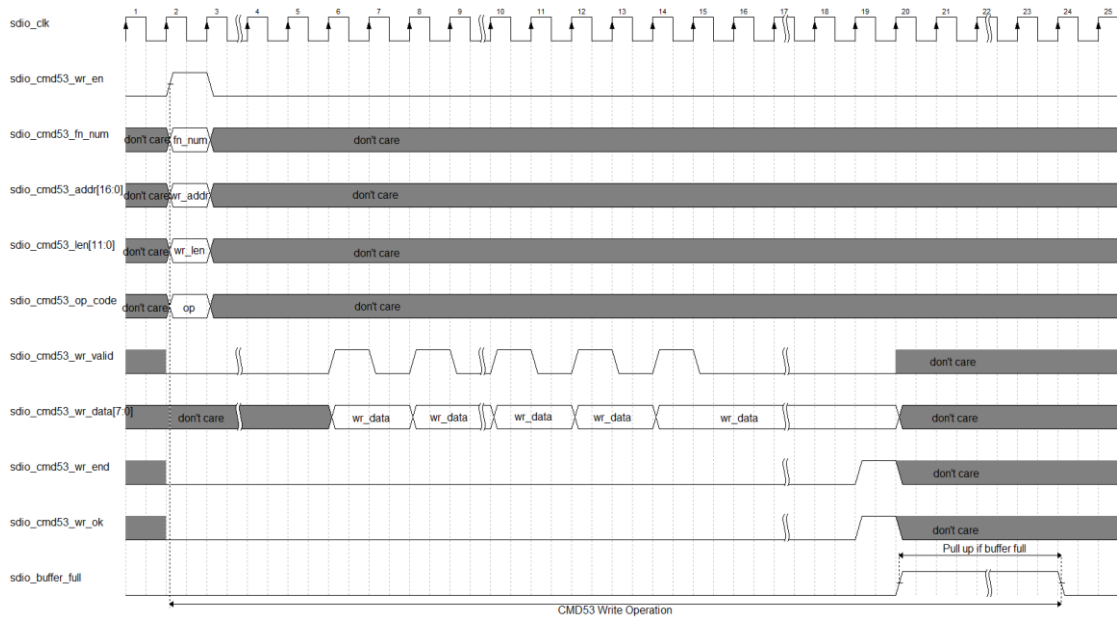 1 2 3 4 5 6 7 8 9 10 11 12 13 14 15 16 17 18 19 20 21 22 23 24 25
sdio_clk
sdio_cmd53_wr_en
sdio_cmd53_fn_num don't care fn_num don't care
sdio_cmd53_addr[16:0] don't care wr_addr don't care
sdio_cmd53_len[11:0] don't care wr_len don't care
sdio_cmd53_op_code don't care op don't care
sdio_cmd53_wr_valid don't care
sdio_cmd53_wr_data[7:0] don't care wr_data wr_data wr_data wr_data wr_data don't care
sdio_cmd53_wr_end don't care
sdio_cmd53_wr_ok don't care
Pull up if buffer full
sdio_buffer_full
CMD53 Write Operation